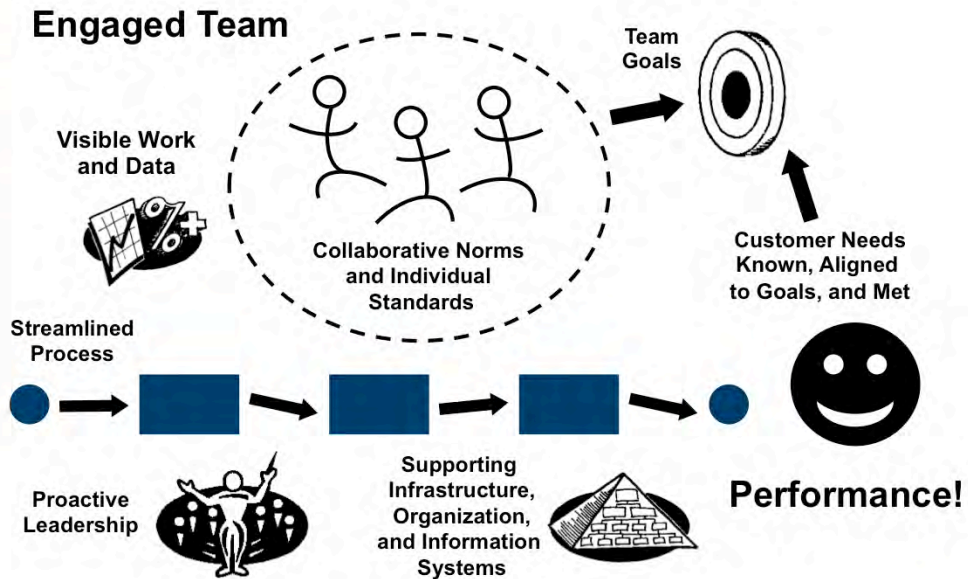 Engaged Team
Team
Goals
Visible Work
and Data
Collaborative Norms
and Individual
Standards
Customer Needs
Known, Aligned
to Goals, and Met
Streamlined
Process
Proactive
Leadership
Supporting
Infrastructure,
Organization,
and Information
Systems
Performance!